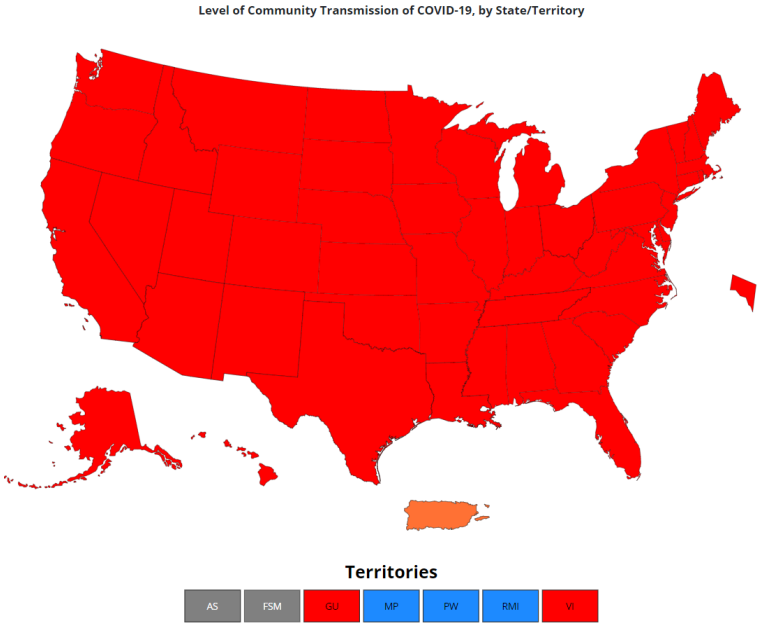 Level of Community Transmission of COVID-19, by State/Territory
Territories
AS FSM GU MP PW RMI VI